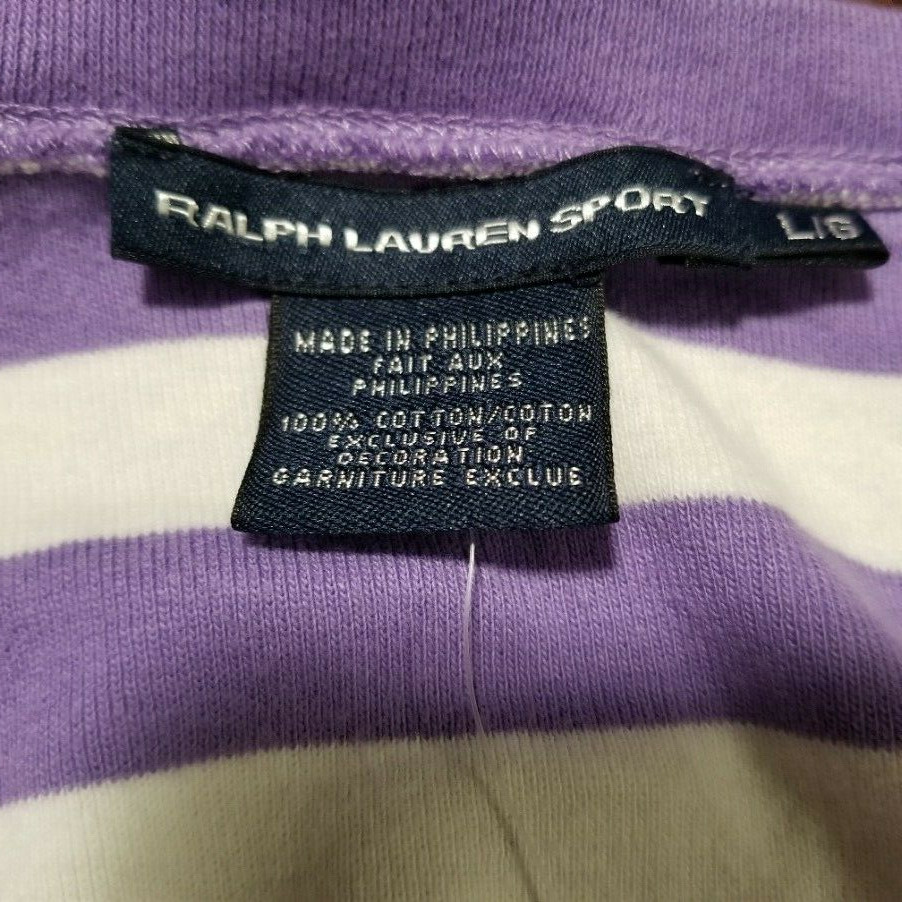 RALPH LAUREN SPORT
L/G
MADE IN PHILIPPINES
FAIT AUX
PHILIPPINES
100% COTTON/COTON
EXCLUSIVE OF
DECORATION
GARNITURE EXCLUE